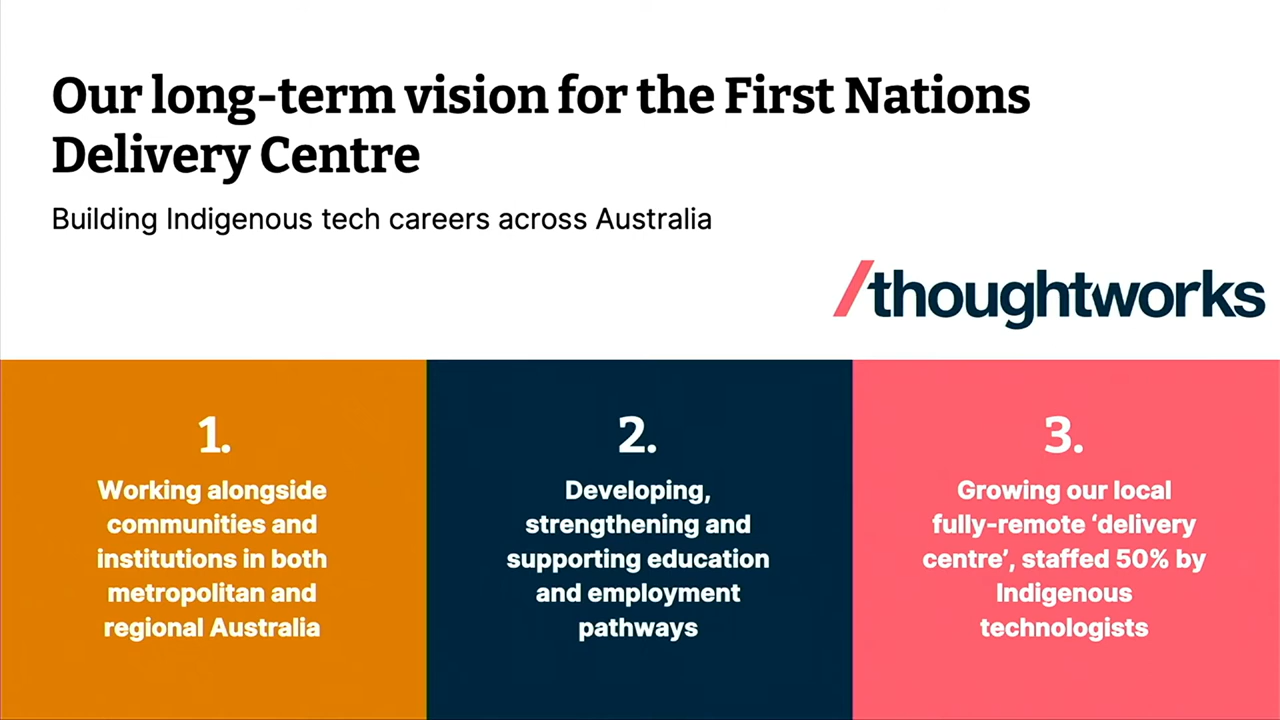 Our long-term vision for the First Nations
Delivery Centre
Building Indigenous tech careers across Australia
/thoughtworks
1.
Working alongside
communities and
institutions in both
metropolitan and
regional Australia
2.
Developing,
strengthening and
supporting education
and employment
pathways
3.
Growing our local
fully-remote ‘delivery
centre’, staffed 50% by
Indigenous
technologists